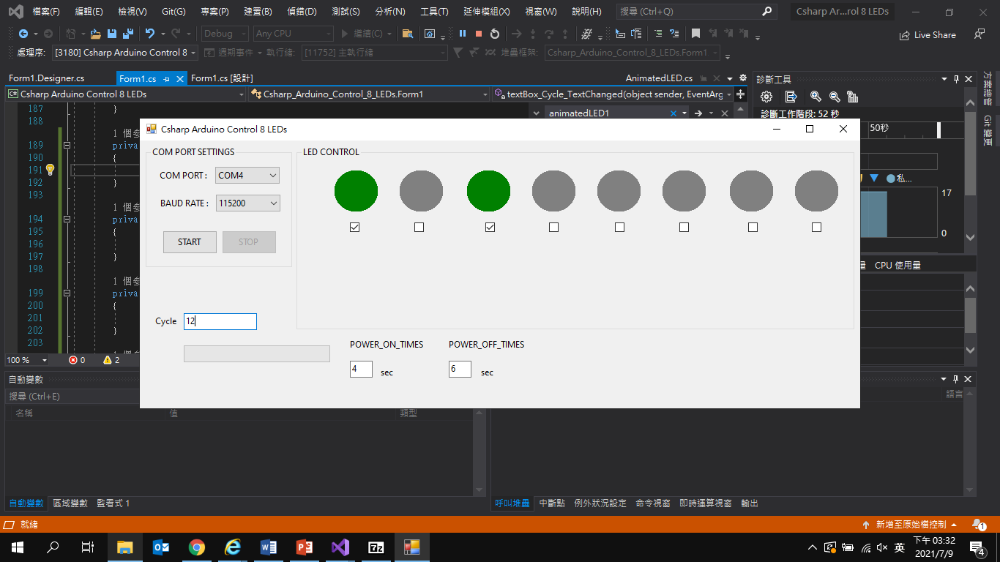 檔案(F) 編輯(E) 檢視(V) Git(G) 專案(P) 建置(B) 偵錯(D) 測試(S) 分析(N) 工具(T) 延伸模組(X) 視窗(W) 說明(H) 搜尋 (Ctrl+Q) Csharp Ar...rol 8 LEDs
Debug Any CPU 繼續(C) Live Share
處理序: [3180] Csharp Arduino Control 8 週期事件 執行緒: [11752] 主執行緒 堆疊框架: Csharp_Arduino_Control_8_LEDs.Form1
Form1.Designer.cs Form1.cs Form1.cs [設計] AnimatedLED.cs
Csharp Arduino Control 8 LEDs Csharp_Arduino_Control_8_LEDs.Form1 textBox_Cycle_TextChanged(object sender, EventArg
animatedLED1
187 }
188
1 個參
189 priva
190 {
191
192 }
193
1 個參
194 priva
195 {
196
197 }
198
1 個參
199 priva
200 {
201
202 }
203
100 % 0 2
診斷工具
診斷工作階段: 52 秒
50秒
私...
17
0
CPU 使用量
方案總管
Git 變更
Csharp Arduino Control 8 LEDs
COM PORT SETTINGS
COM PORT : COM4
BAUD RATE : 115200
START STOP
LED CONTROL
Cycle 12
POWER_ON_TIMES POWER_OFF_TIMES
4 sec 6 sec
自動變數
搜尋 (Ctrl+E)
名稱 值 類型
語言
自動變數 區域變數 監看式 1
呼叫堆疊 中斷點 例外狀況設定 命令視窗 即時運算視窗 輸出
就緒 新增至原始檔控制 1
英 下午 03:32
2021/7/9
4